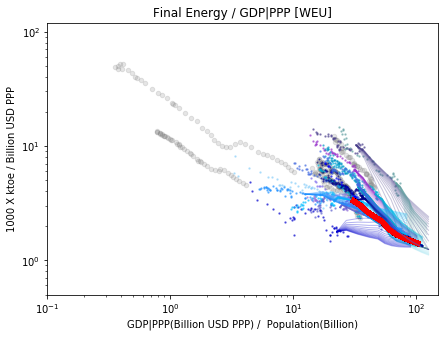 Final Energy / GDP|PPP [WEU]
10²
10¹
10⁰
1000 X ktoe / Billion USD PPP
10⁻¹ 10⁰ 10¹ 10²
GDP|PPP(Billion USD PPP) / Population(Billion)